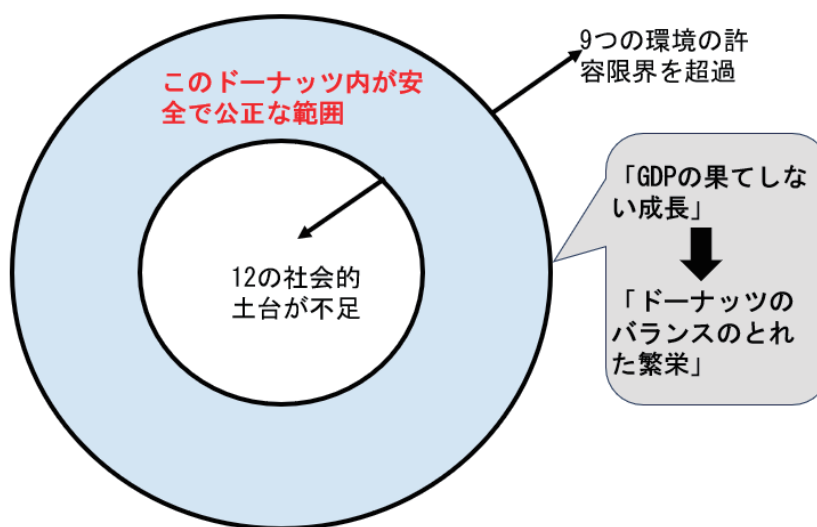 9つの環境の許
容限界を超過
このドーナッツ内が安
全で公正な範囲
「GDPの果てしな
い成長」
「ドーナッツの
バランスのとれ
た繁栄」
12の社会的
土台が不足